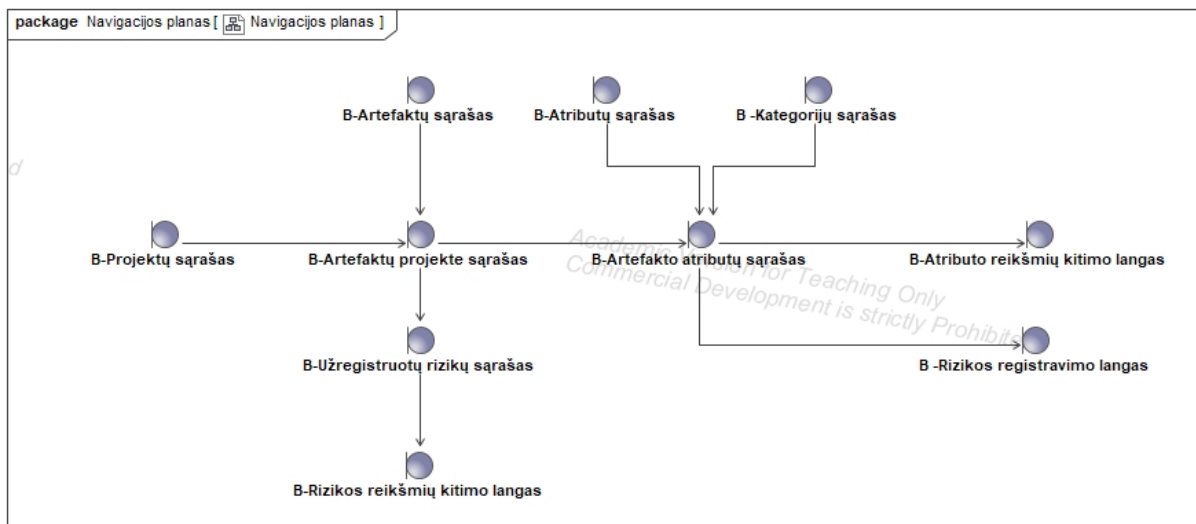 package Navigacijos planas [ Navigacijos planas ]
B-Artefaktų sąrašas
B-Atributų sąrašas
B -Kategorijų sąrašas
d
B-Projektų sąrašas
B-Artefaktų projekte sąrašas
B-Artefakto atributų sąrašas
B-Atributo reikšmių kitimo langas
Academic Version for Teaching Only
Commercial Development is strictly Prohibite
B-Užregistruotų rizikų sąrašas
B -Rizikos registravimo langas
B-Rizikos reikšmių kitimo langas